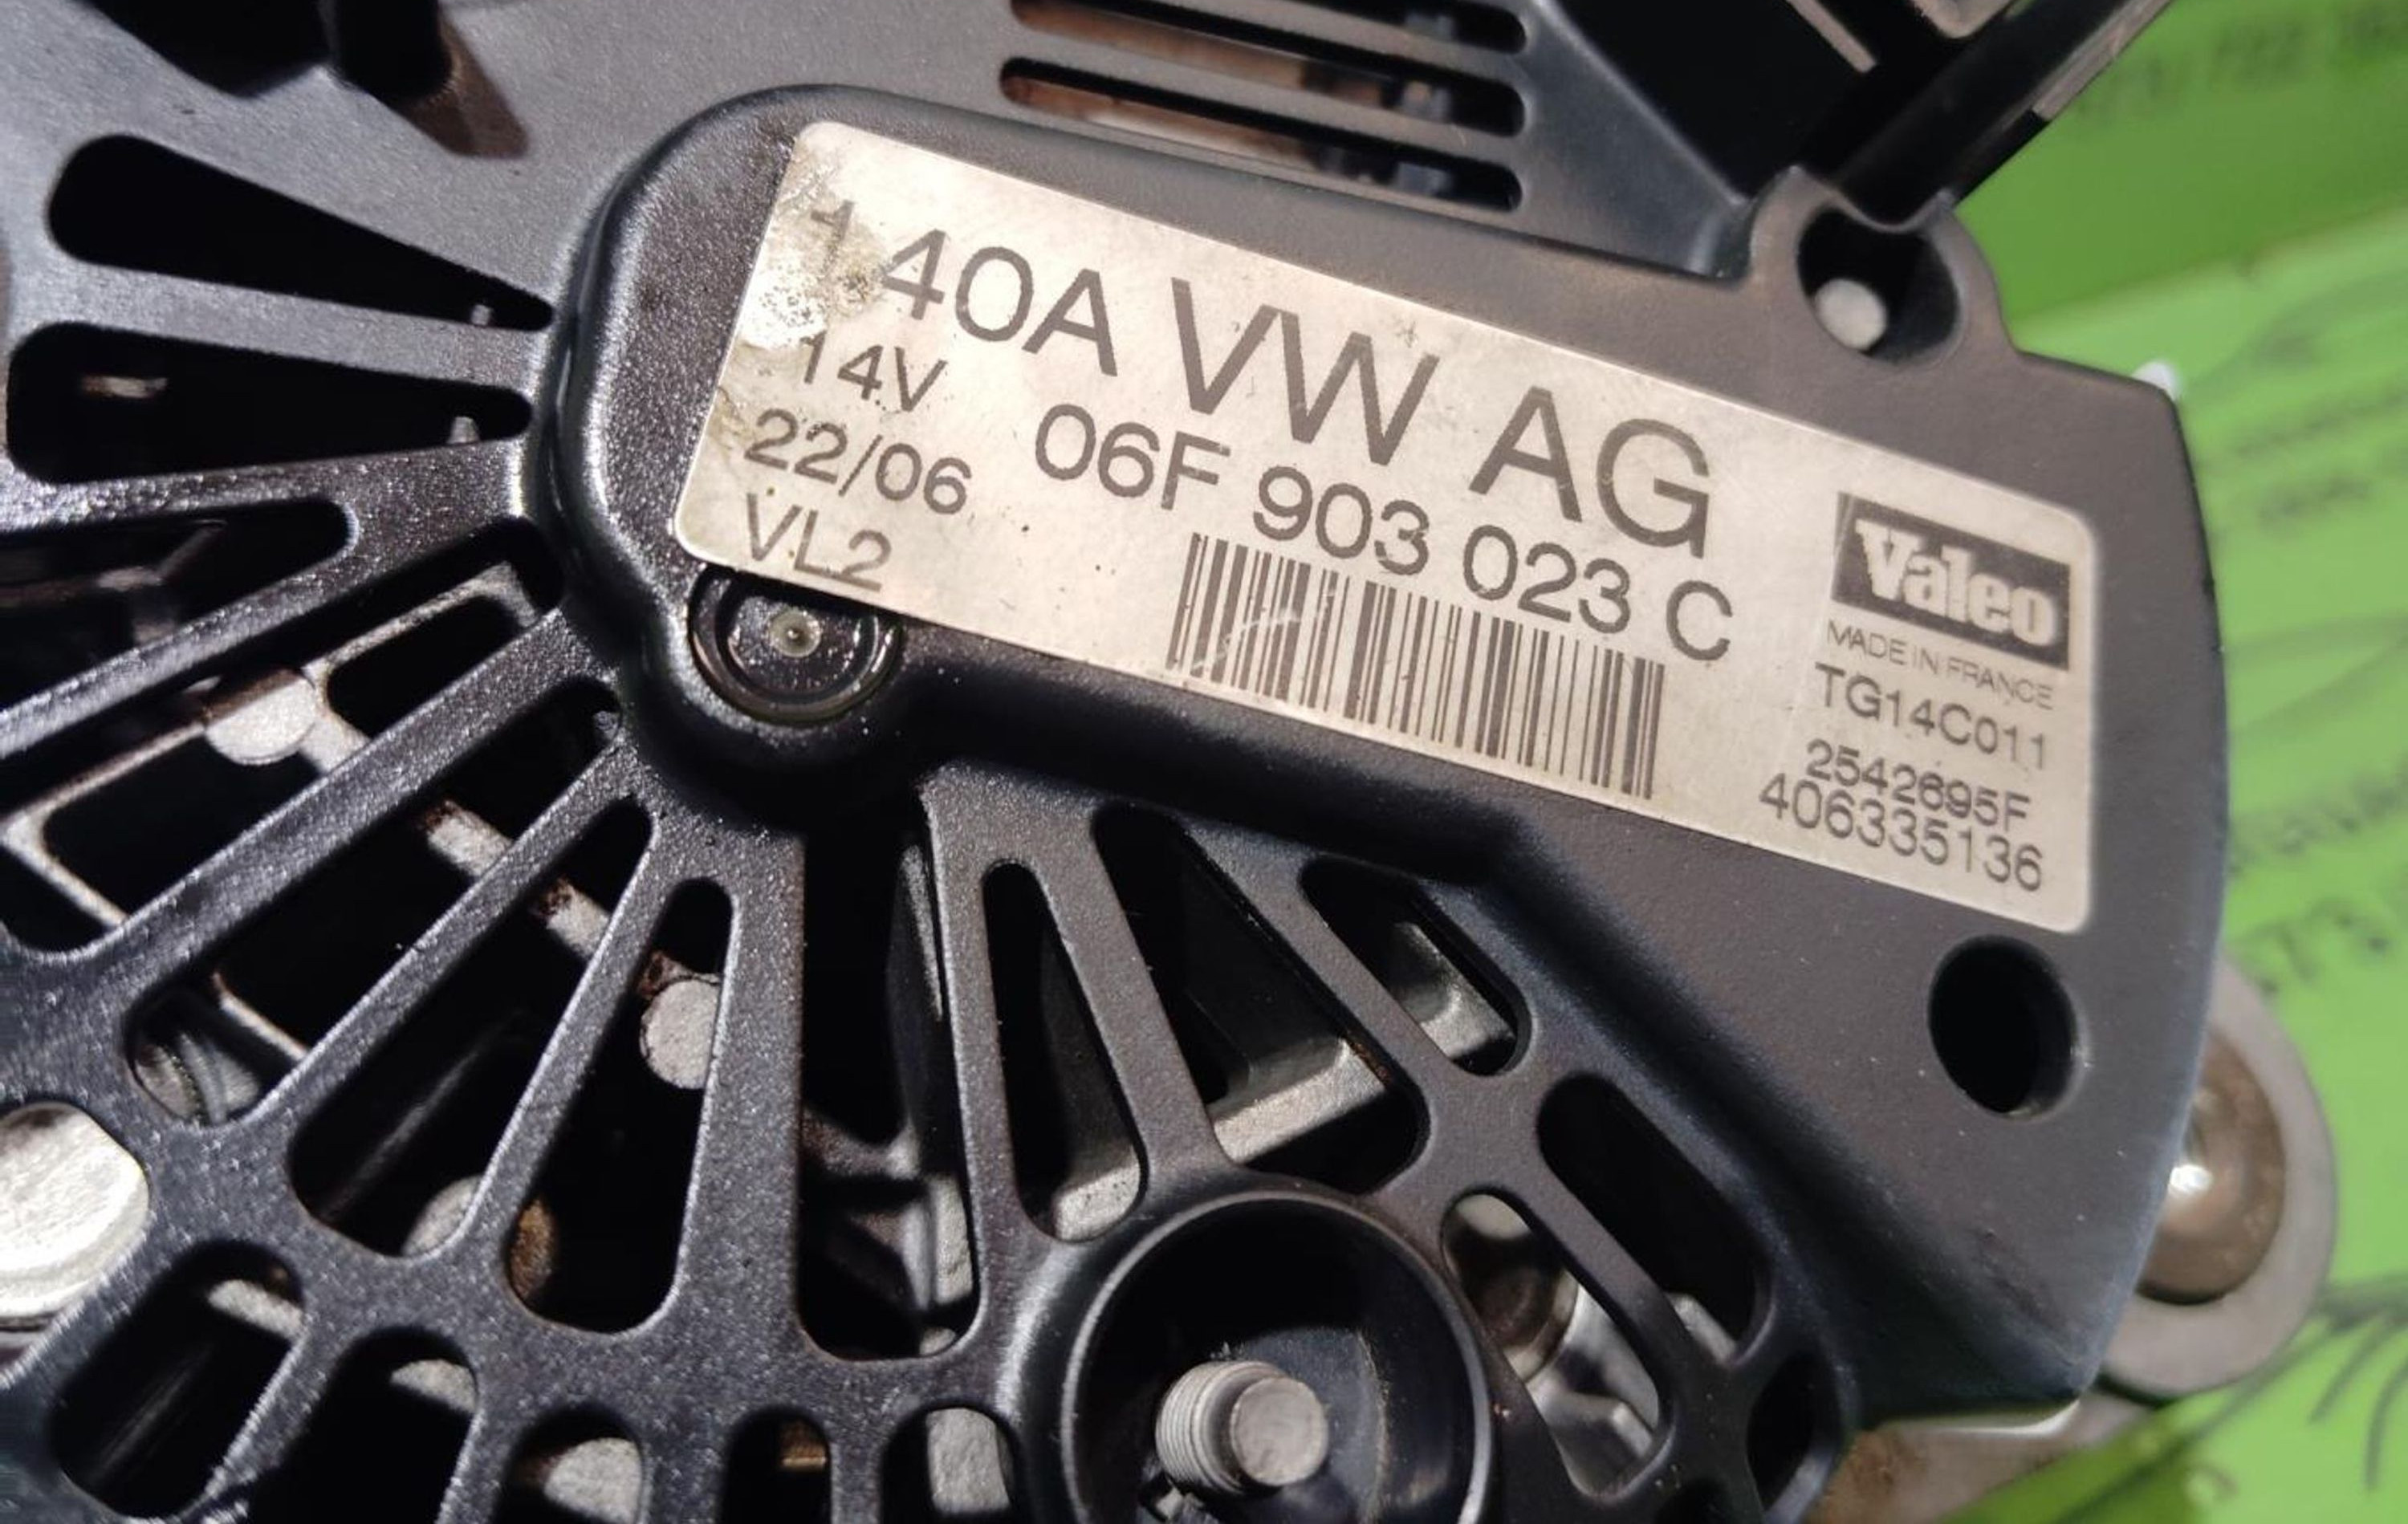 140A VW AG
14V
22/06
VL2
06F 903 023 C
Valeo
MADE IN FRANCE
TG14C011
2542695F
406335136